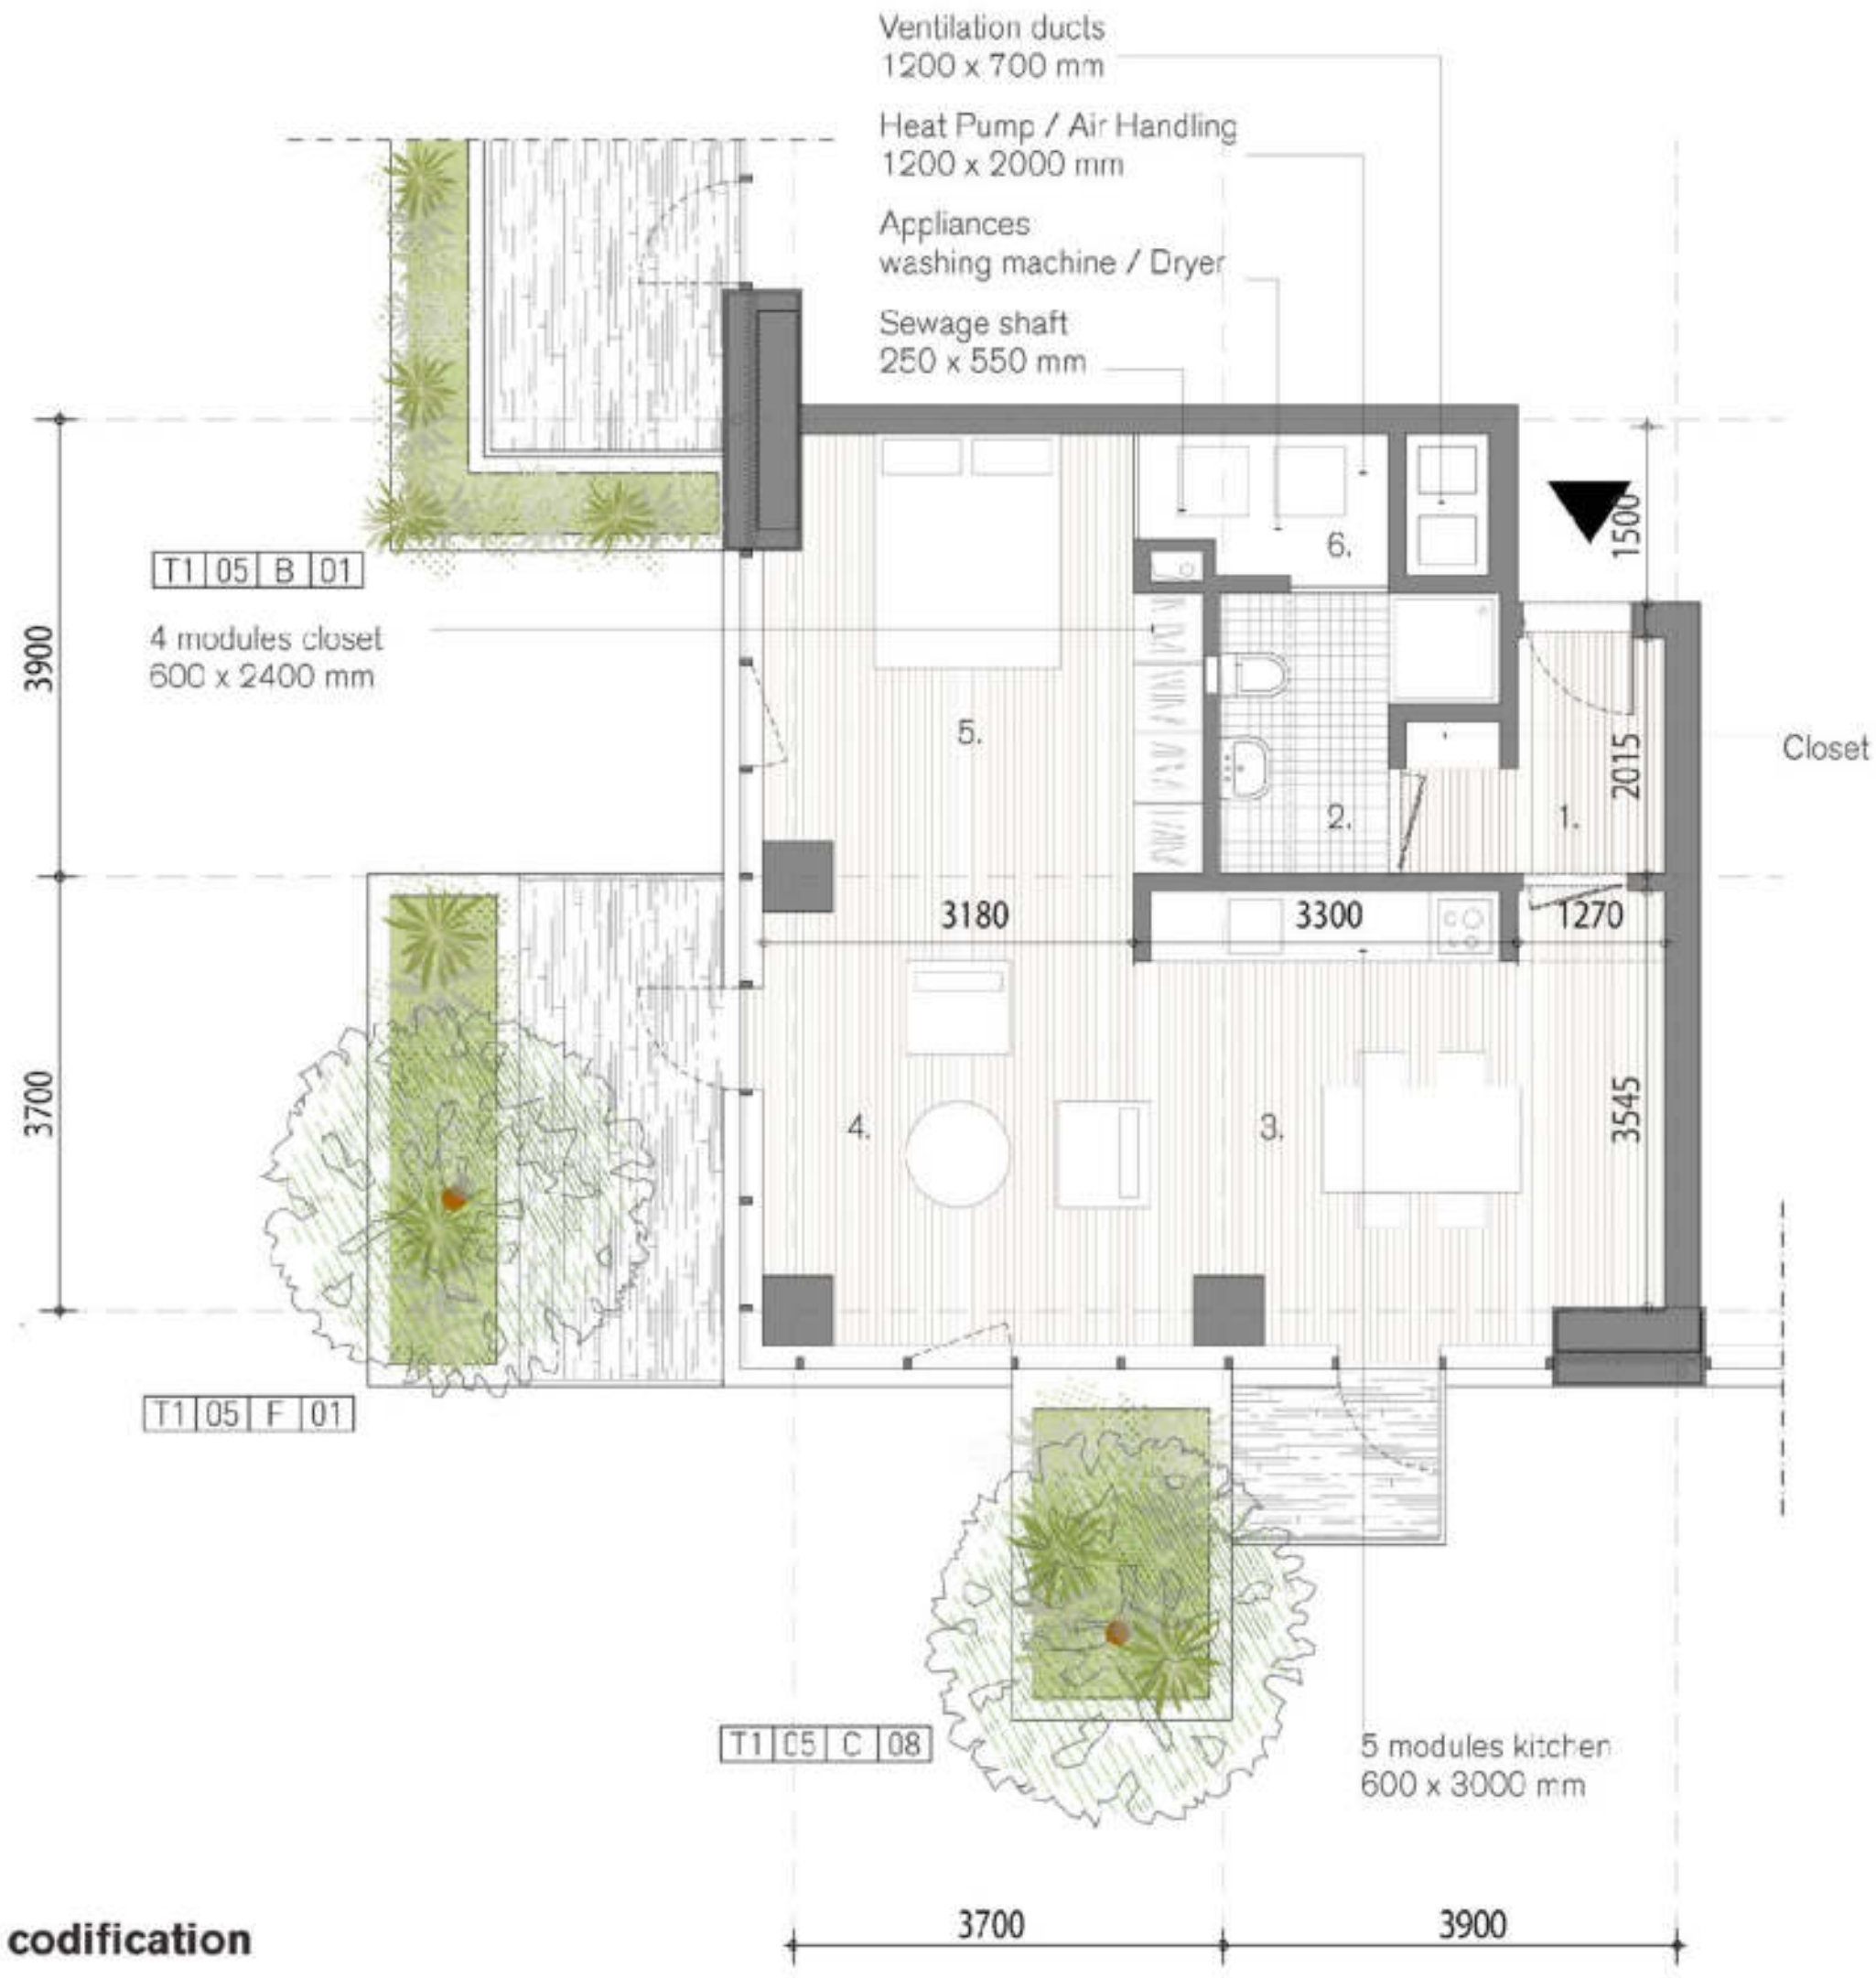 Ventilation ducts
1200 x 700 mm
Heat Pump / Air Handling
1200 x 2000 mm
Appliances
washing machine / Dryer
Sewage shaft
250 x 550 mm
1500
6.
T1 05 B 01
4 modules closet
600 x 2400 mm
3900
5.
2015
Closet
2.
1.
3180
3300
1270
3700
4.
3.
3545
T1 05 F 01
T1 05 C 08
5 modules kitchen
600 x 3000 mm
3700
3900
codification